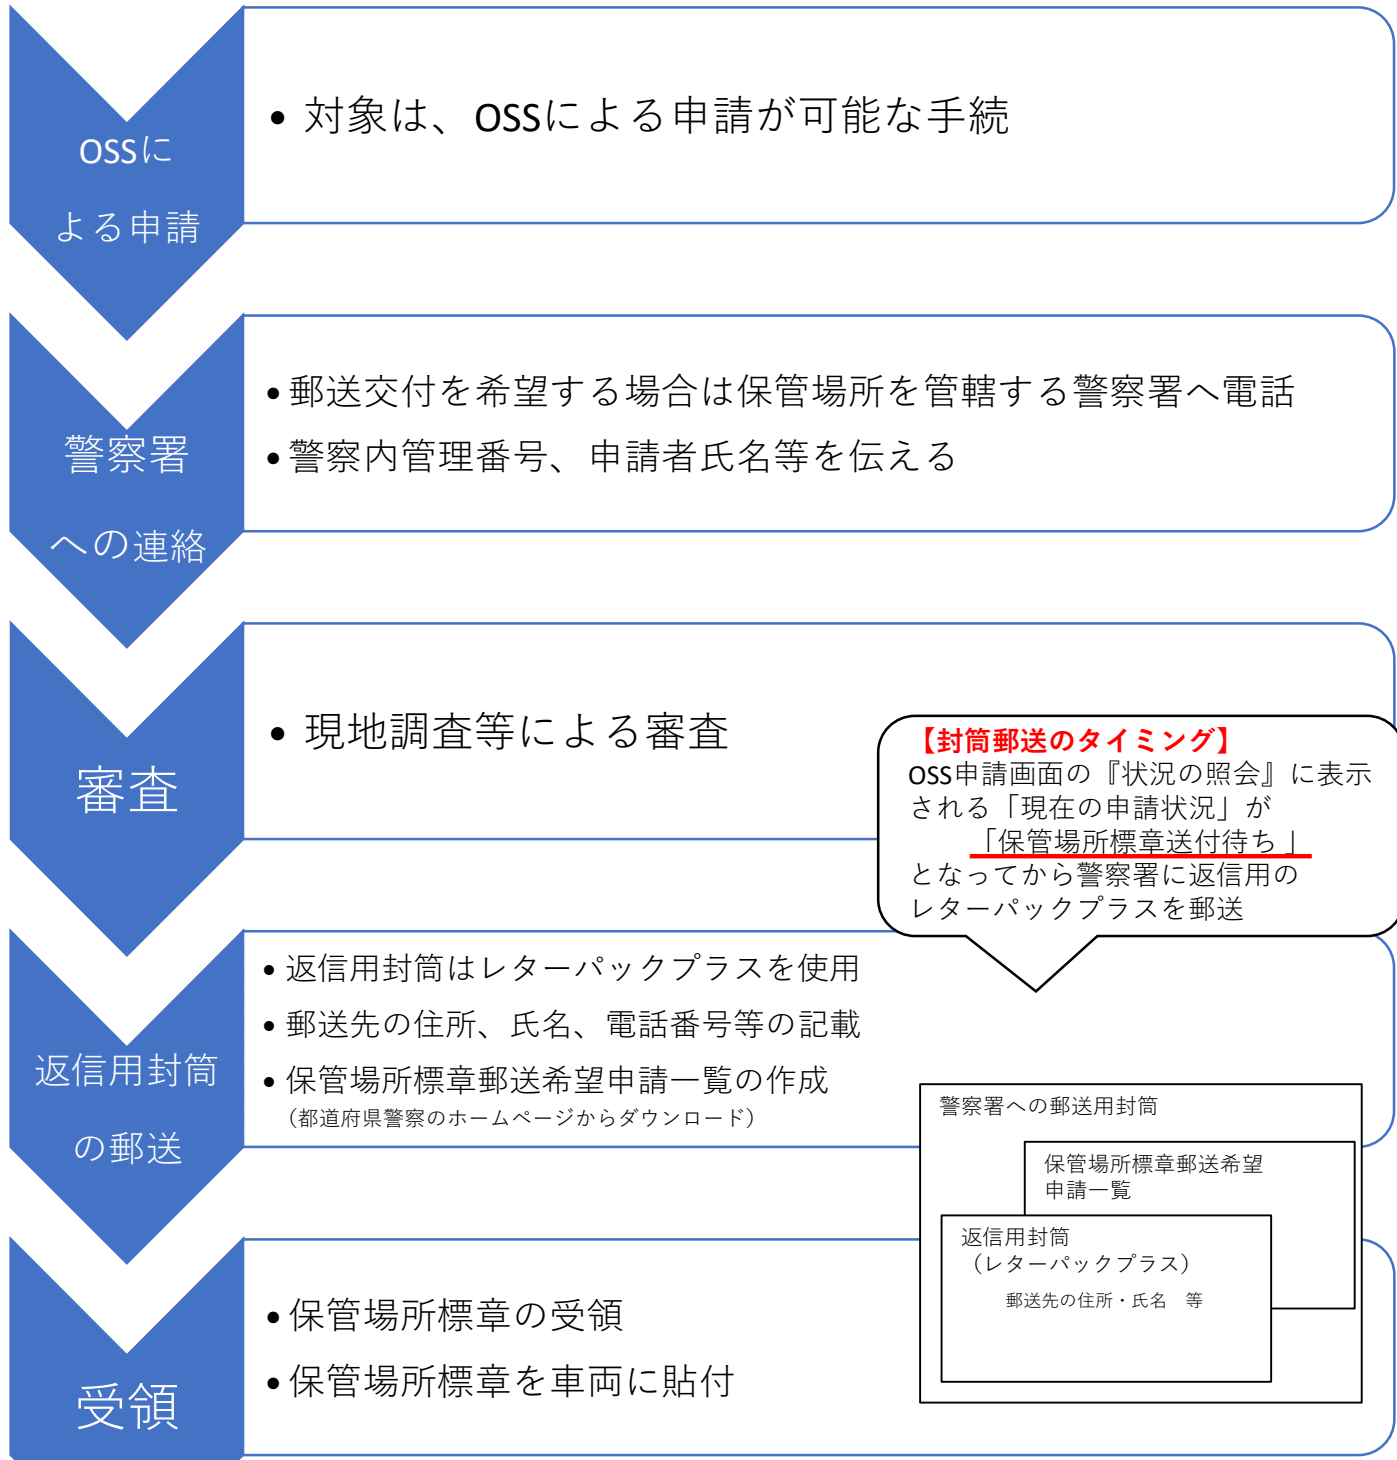 OSSに
よる申請
• 対象は、OSSによる申請が可能な手続
警察署
への連絡
• 郵送交付を希望する場合は保管場所を管轄する警察署へ電話
• 警察内管理番号、申請者氏名等を伝える
審査
• 現地調査等による審査
【封筒郵送のタイミング】
OSS申請画面の『状況の照会』に表示
される「現在の申請状況」が
「保管場所標章送付待ち」
となってから警察署に返信用の
レターパックプラスを郵送
返信用封筒
の郵送
• 返信用封筒はレターパックプラスを使用
• 郵送先の住所、氏名、電話番号等の記載
• 保管場所標章郵送希望申請一覧の作成
（都道府県警察のホームページからダウンロード）
警察署への郵送用封筒
保管場所標章郵送希望
申請一覧
返信用封筒
（レターパックプラス）
郵送先の住所・氏名　等
受領
• 保管場所標章の受領
• 保管場所標章を車両に貼付